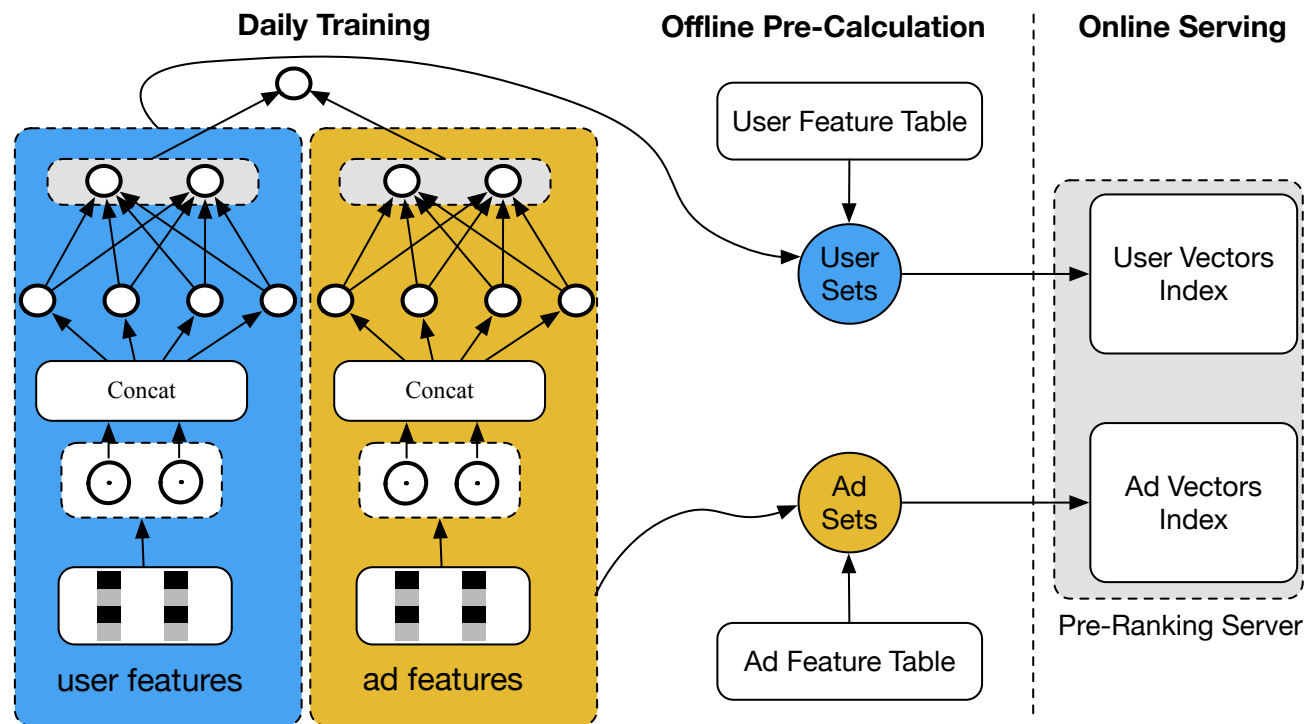 Daily Training
Offline Pre-Calculation
Online Serving
User Feature Table
User
Sets
User Vectors
Index
Concat
Concat
Ad
Sets
Ad Vectors
Index
Pre-Ranking Server
Ad Feature Table
user features
ad features